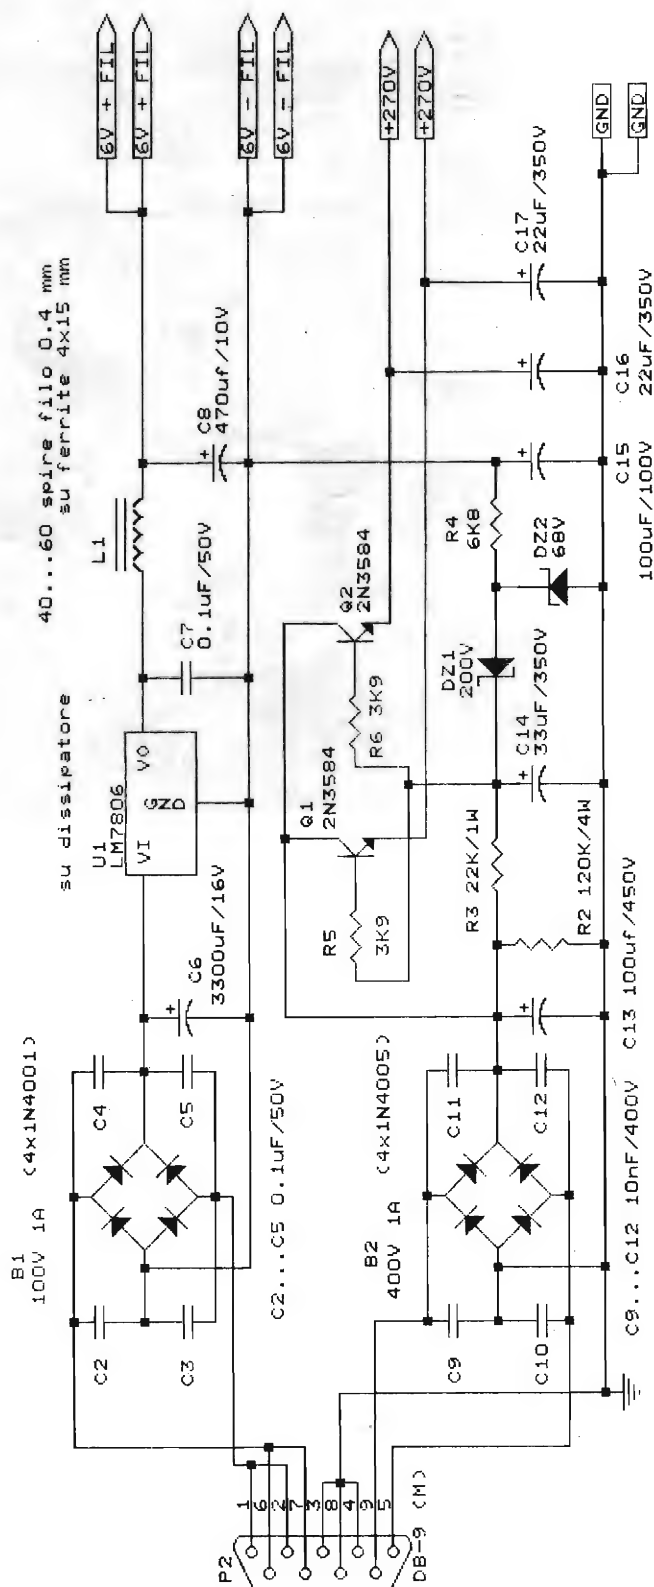 6V + FIL
6V + FIL
6V - FIL
6V - FIL
+270V
+270V
GND
GND
40...60 spire filo 0.4 mm
su ferrite 4x15 mm
L1
C8
470uf/10V
C7
0.1uF/50V
C17
22uF/350V
C16
22uF/350V
C15
100uF/100V
R4
6K8
DZ2
68V
DZ1
200V
C14
33uF/350V
Q2
2N3584
R6 3K9
Q1
2N3584
R5
3K9
su dissipatore
U1
LM7806
VI
VO
GND
C6
3300uF/16V
R3 22K/1W
R2 120K/4W
C13 100uf/450V
B1
100V 1A
(4x1N4001)
C4
C5
C2
C3
C2...C5 0.1uF/50V
B2
400V 1A
(4x1N4005)
C11
C12
C9
C10
C9...C12 10nF/400V
P2
1
6
2
7
3
8
4
9
5
DB-9 (M)